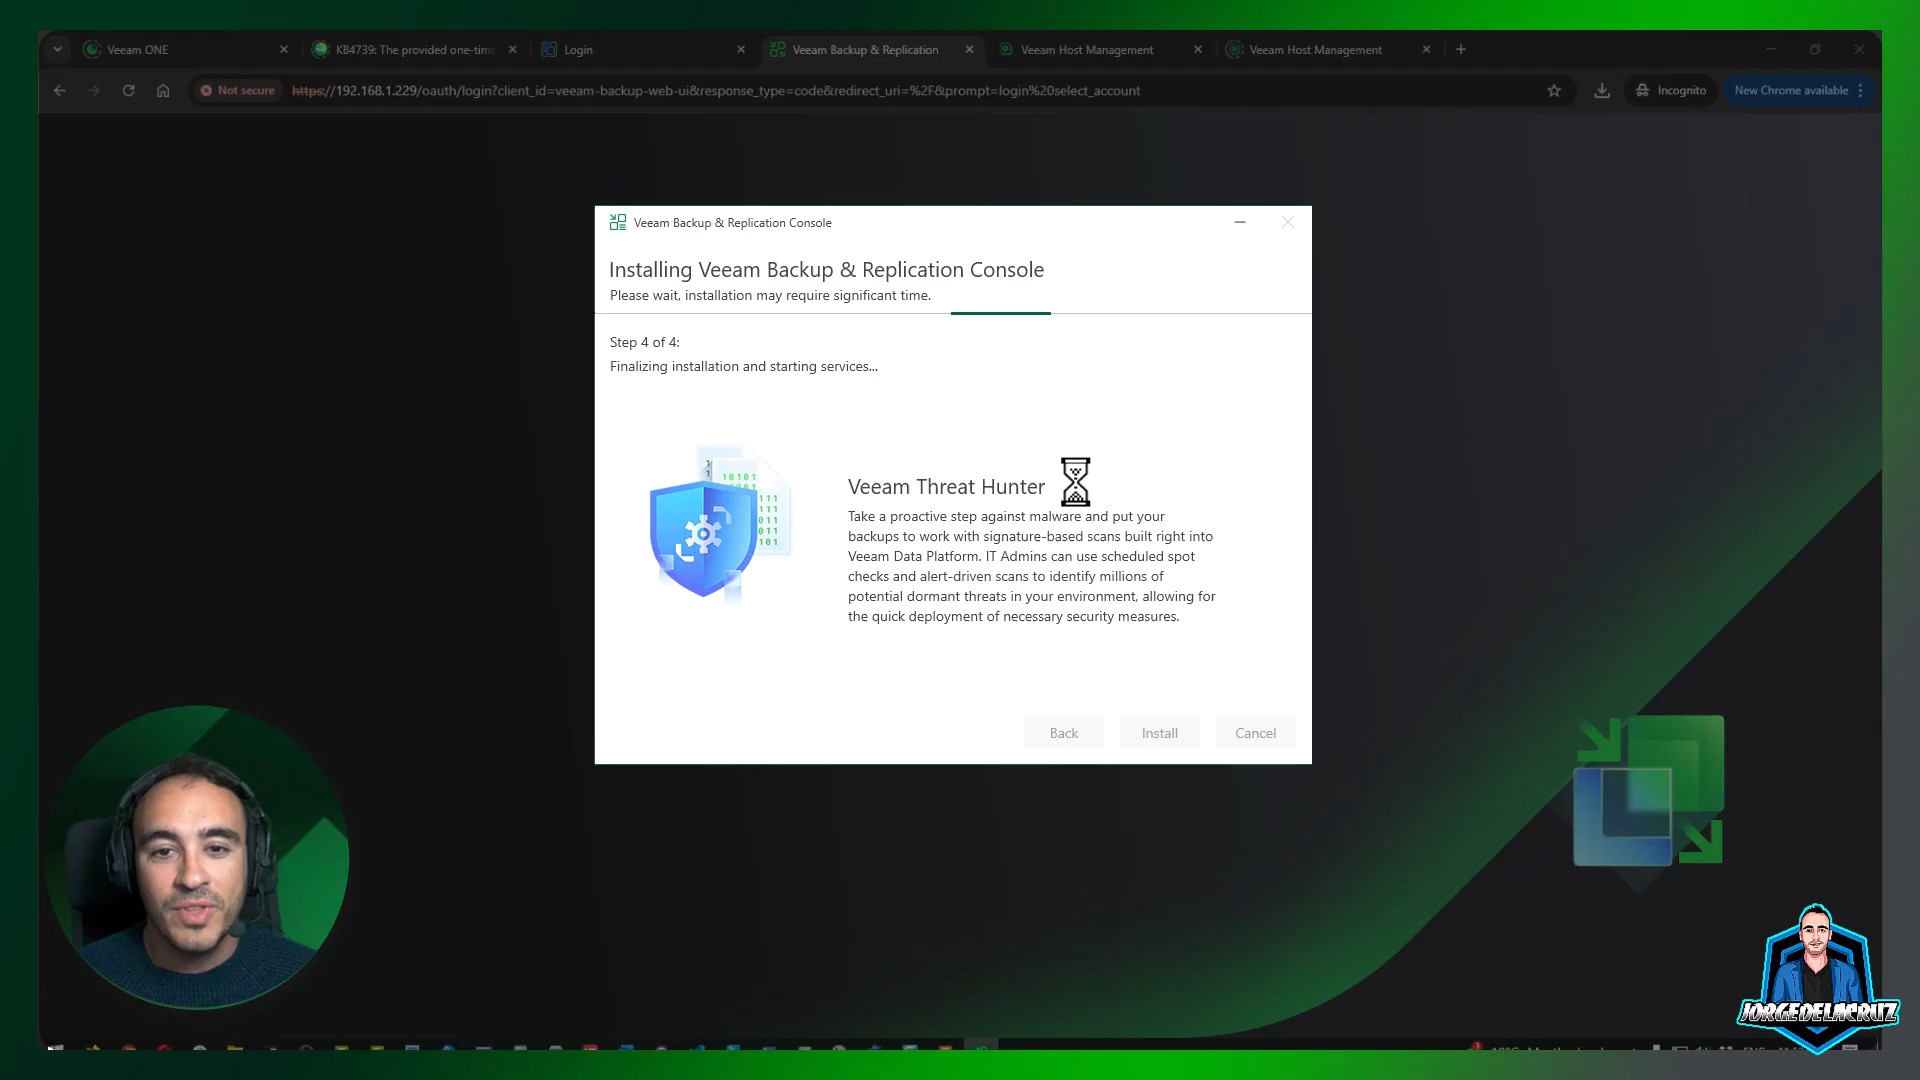 Veeam ONE
KB4739: The provided one-time
Login
Veeam Backup & Replication
Veeam Host Management
Veeam Host Management
Not secure
https://192.168.1.229/oauth/login?client_id=veeam-backup-web-ui&response_type=code&redirect_uri=%2F&prompt=login%20select_account
Incognito
New Chrome available
Veeam Backup & Replication Console
Installing Veeam Backup & Replication Console
Please wait, installation may require significant time.
Step 4 of 4:
Finalizing installation and starting services...
Veeam Threat Hunter
Take a proactive step against malware and put your
backups to work with signature-based scans built right into
Veeam Data Platform. IT Admins can use scheduled spot
checks and alert-driven scans to identify millions of
potential dormant threats in your environment, allowing for
the quick deployment of necessary security measures.
Back
Install
Cancel
JORGEDELACRUZ